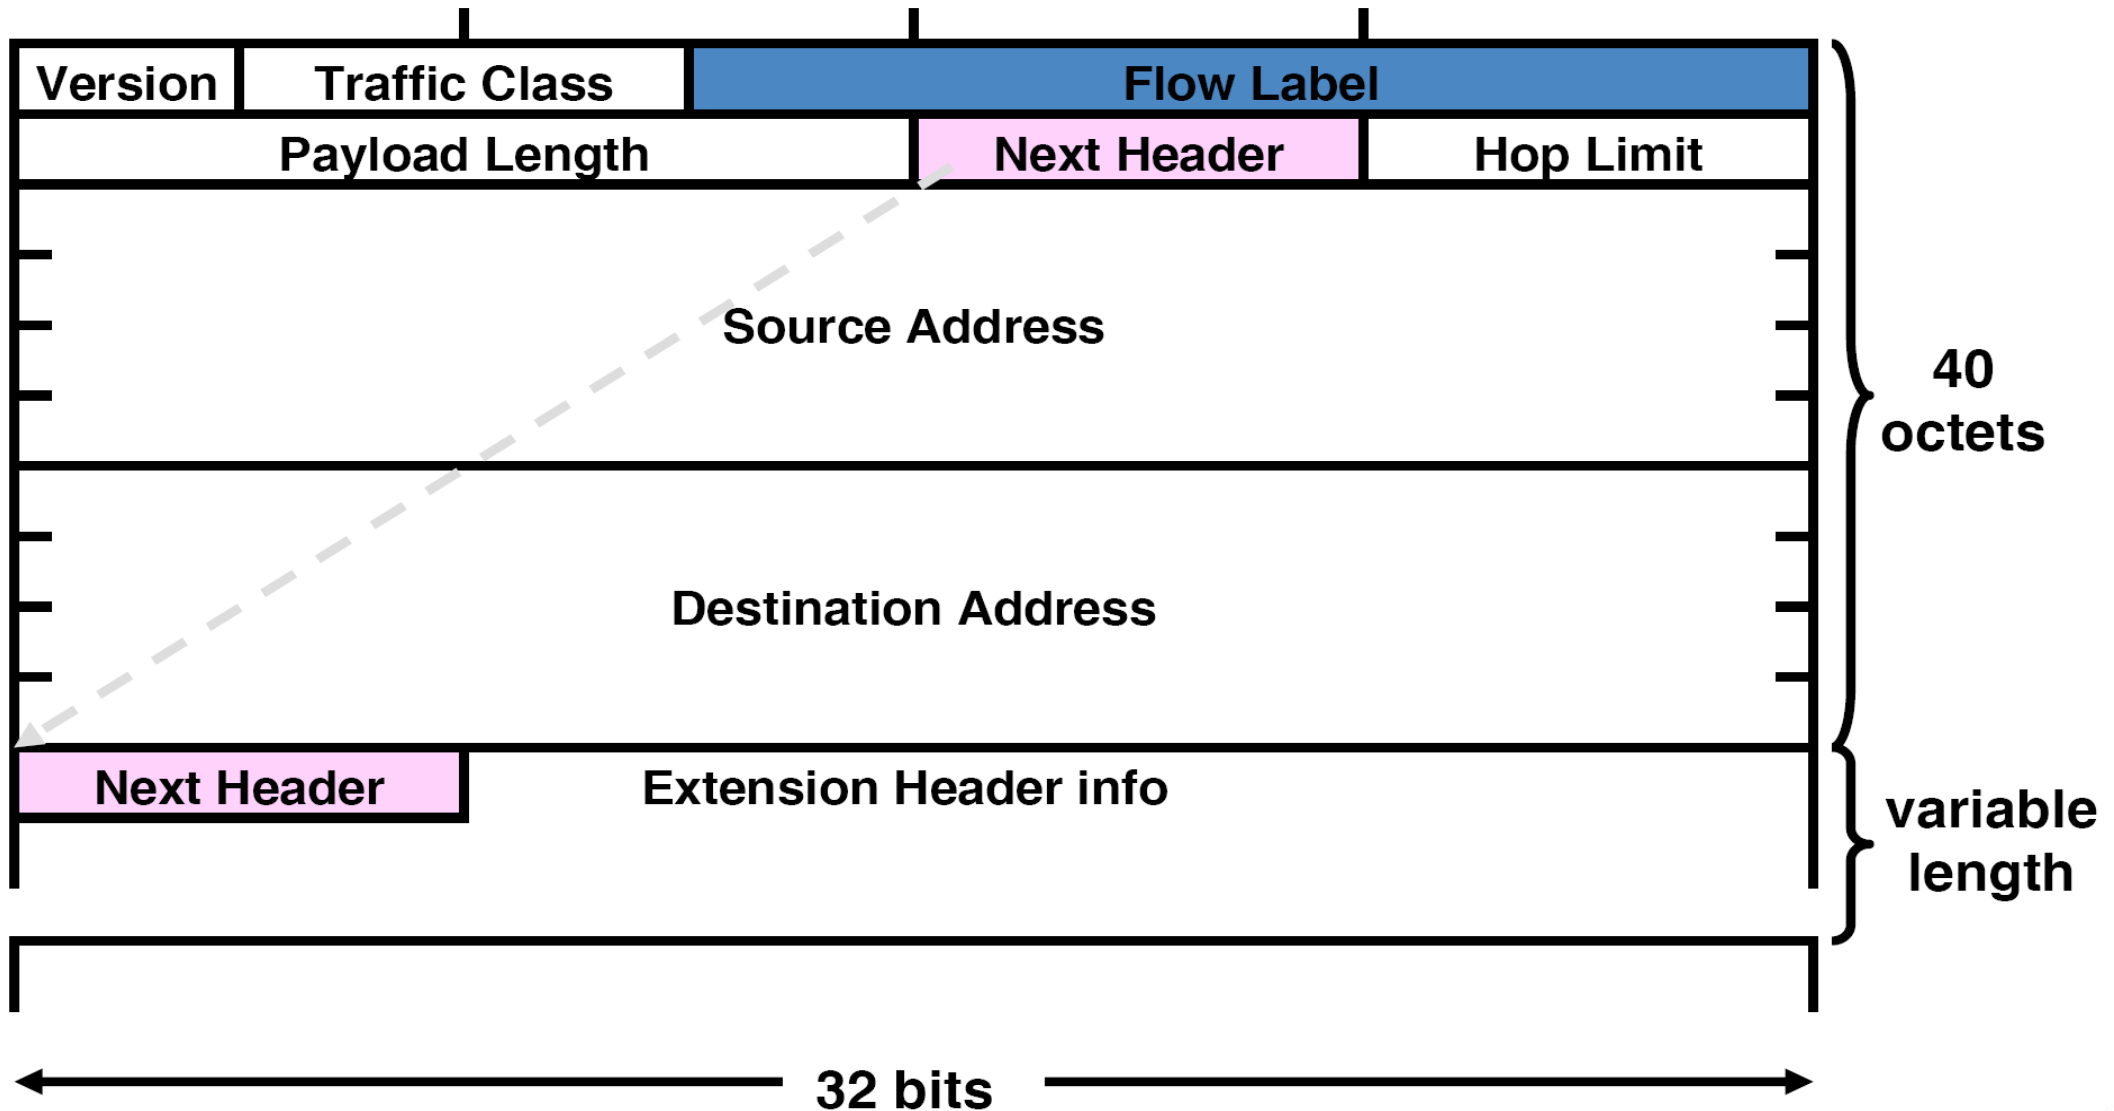 Version Traffic Class Flow Label
Payload Length Next Header Hop Limit
Source Address
40
octets
Destination Address
Next Header Extension Header info
variable
length
32 bits